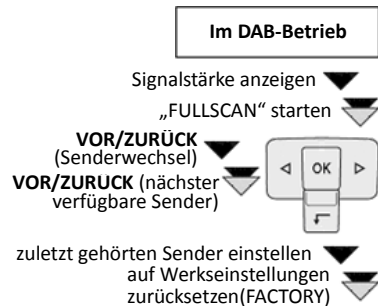 Im DAB-Betrieb
Signalstärke anzeigen
„FULLSCAN“ starten
VOR/ZURÜCK
(Senderwechsel)
VOR/ZURUCK (nächster
verfügbare Sender)
OK
zuletzt gehörten Sender einstellen
auf Werkseinstellungen
zurücksetzen(FACTORY)